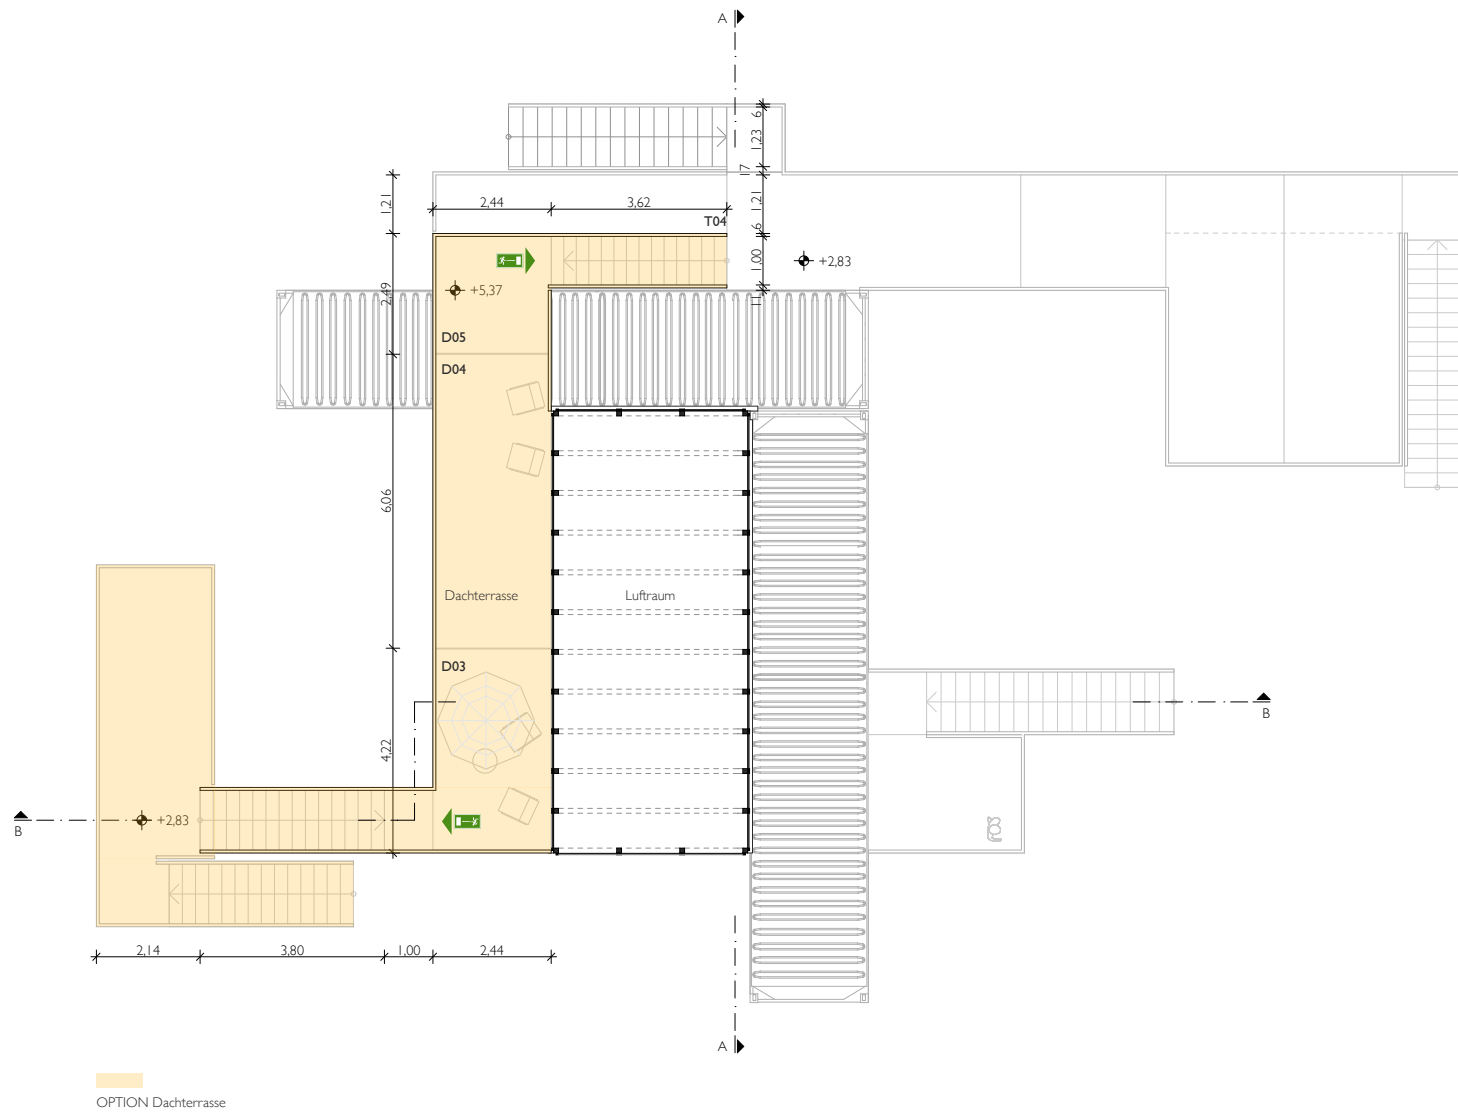 A
6
1,23
17
1,21
1,21
2,44
3,62
T04
6
1,00
+2,83
11
2,49
+5,37
D05
D04
6,06
Dachterrasse
Luftraum
D03
4,22
B
B
+2,83
2,14
3,80
1,00
2,44
A
OPTION Dachterrasse